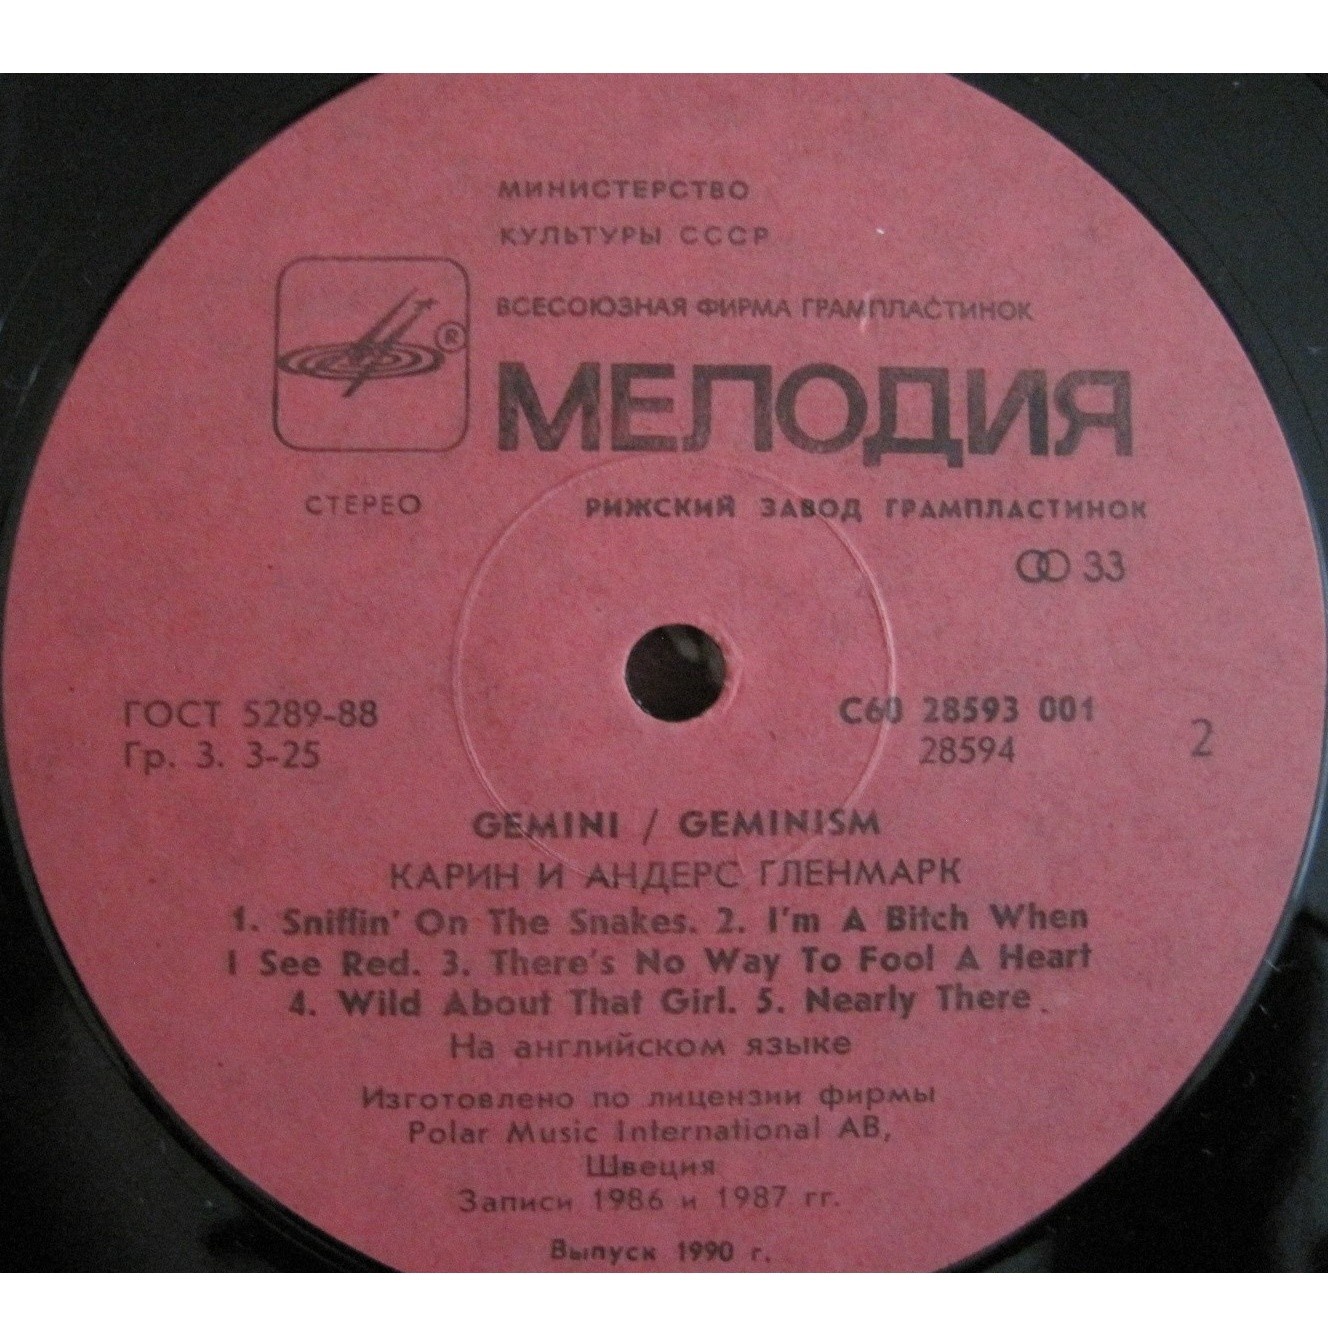 МИНИСТЕРСТВО
КУЛЬТУРЫ СССР
ВСЕСОЮЗНАЯ ФИРМА ГРАМПЛАСТИНОК
®
МЕЛОДИЯ
СТЕРЕО
РИЖСКИЙ ЗАВОД ГРАМПЛАСТИНОК
33
ГОСТ 5289-88
Гр. 3. 3-25
С60 28593 001
28594
2
GEMINI / GEMINISM
КАРИН И АНДЕРС ГЛЕНМАРК
1. Sniffin' On The Snakes. 2. I'm A Bitch When
I See Red. 3. There's No Way To Fool A Heart
4. Wild About That Girl. 5. Nearly There.
На английском языке
Изготовлено по лицензии фирмы
Polar Music International AB,
Швеция
Записи 1986 и 1987 гг.
Выпуск 1990 г.